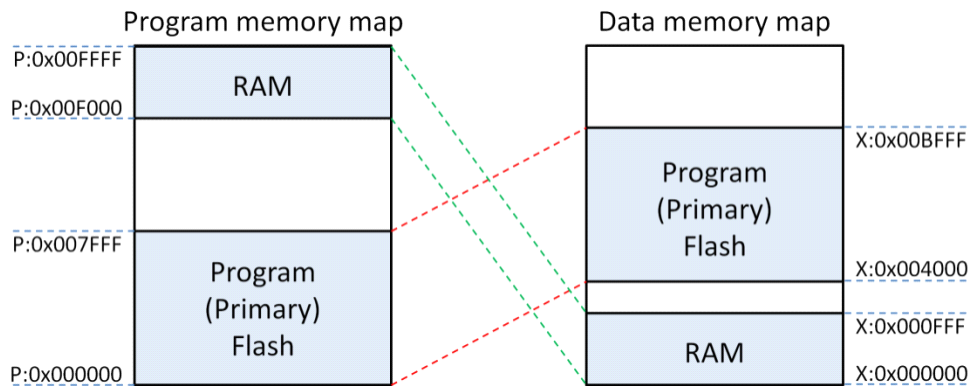 Program memory map
P:0x00FFFF
RAM
P:0x00F000
P:0x007FFF
Program
(Primary)
Flash
P:0x000000
Data memory map
X:0x00BFFF
Program
(Primary)
Flash
X:0x004000
X:0x000FFF
RAM
X:0x000000